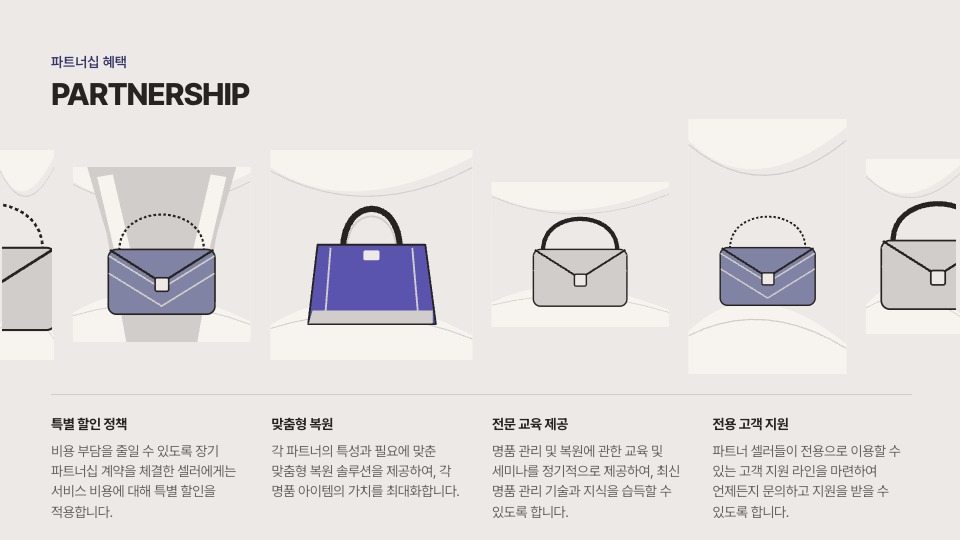 파트너십 혜택
PARTNERSHIP
특별 할인 정책
비용 부담을 줄일 수 있도록 장기
파트너십 계약을 체결한 셀러에게는
서비스 비용에 대해 특별 할인을
적용합니다.
맞춤형 복원
각 파트너의 특성과 필요에 맞춘
맞춤형 복원 솔루션을 제공하여, 각
명품 아이템의 가치를 최대화합니다.
전문 교육 제공
명품 관리 및 복원에 관한 교육 및
세미나를 정기적으로 제공하여, 최신
명품 관리 기술과 지식을 습득할 수
있도록 합니다.
전용 고객 지원
파트너 셀러들이 전용으로 이용할 수
있는 고객 지원 라인을 마련하여
언제든지 문의하고 지원을 받을 수
있도록 합니다.